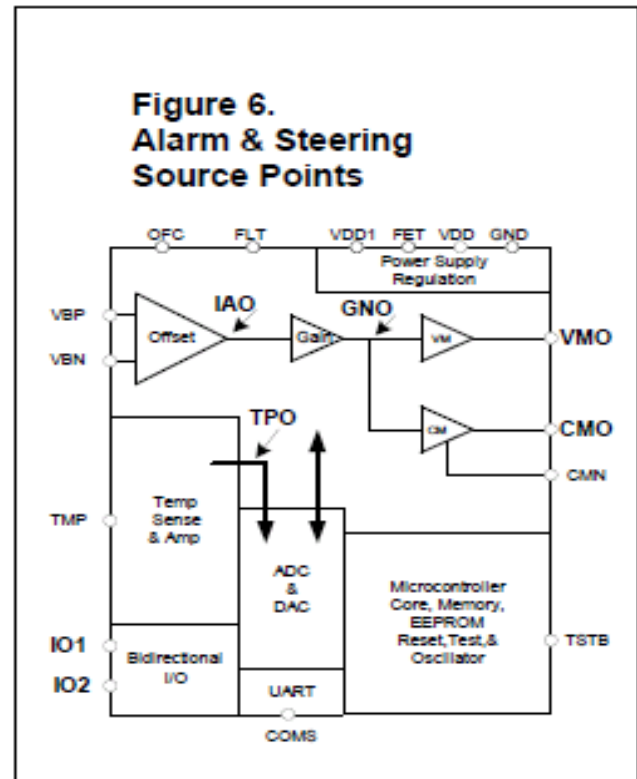 Figure 6.
Alarm & Steering
Source Points
OFC FLT VDD1 FET VDD GND
Power Supply
Regulation
IAO GNO
VBP
Offset Gain VM VMO
VBN
TPO
CM CMO
CMN
Temp
Sense
& Amp
TMP
ADC
&
DAC
Microcontroller
Core, Memory,
EEPROM
Reset,Test,&
Oscillator
TSTB
IO1
Bidirectional
I/O
IO2
UART
COMS